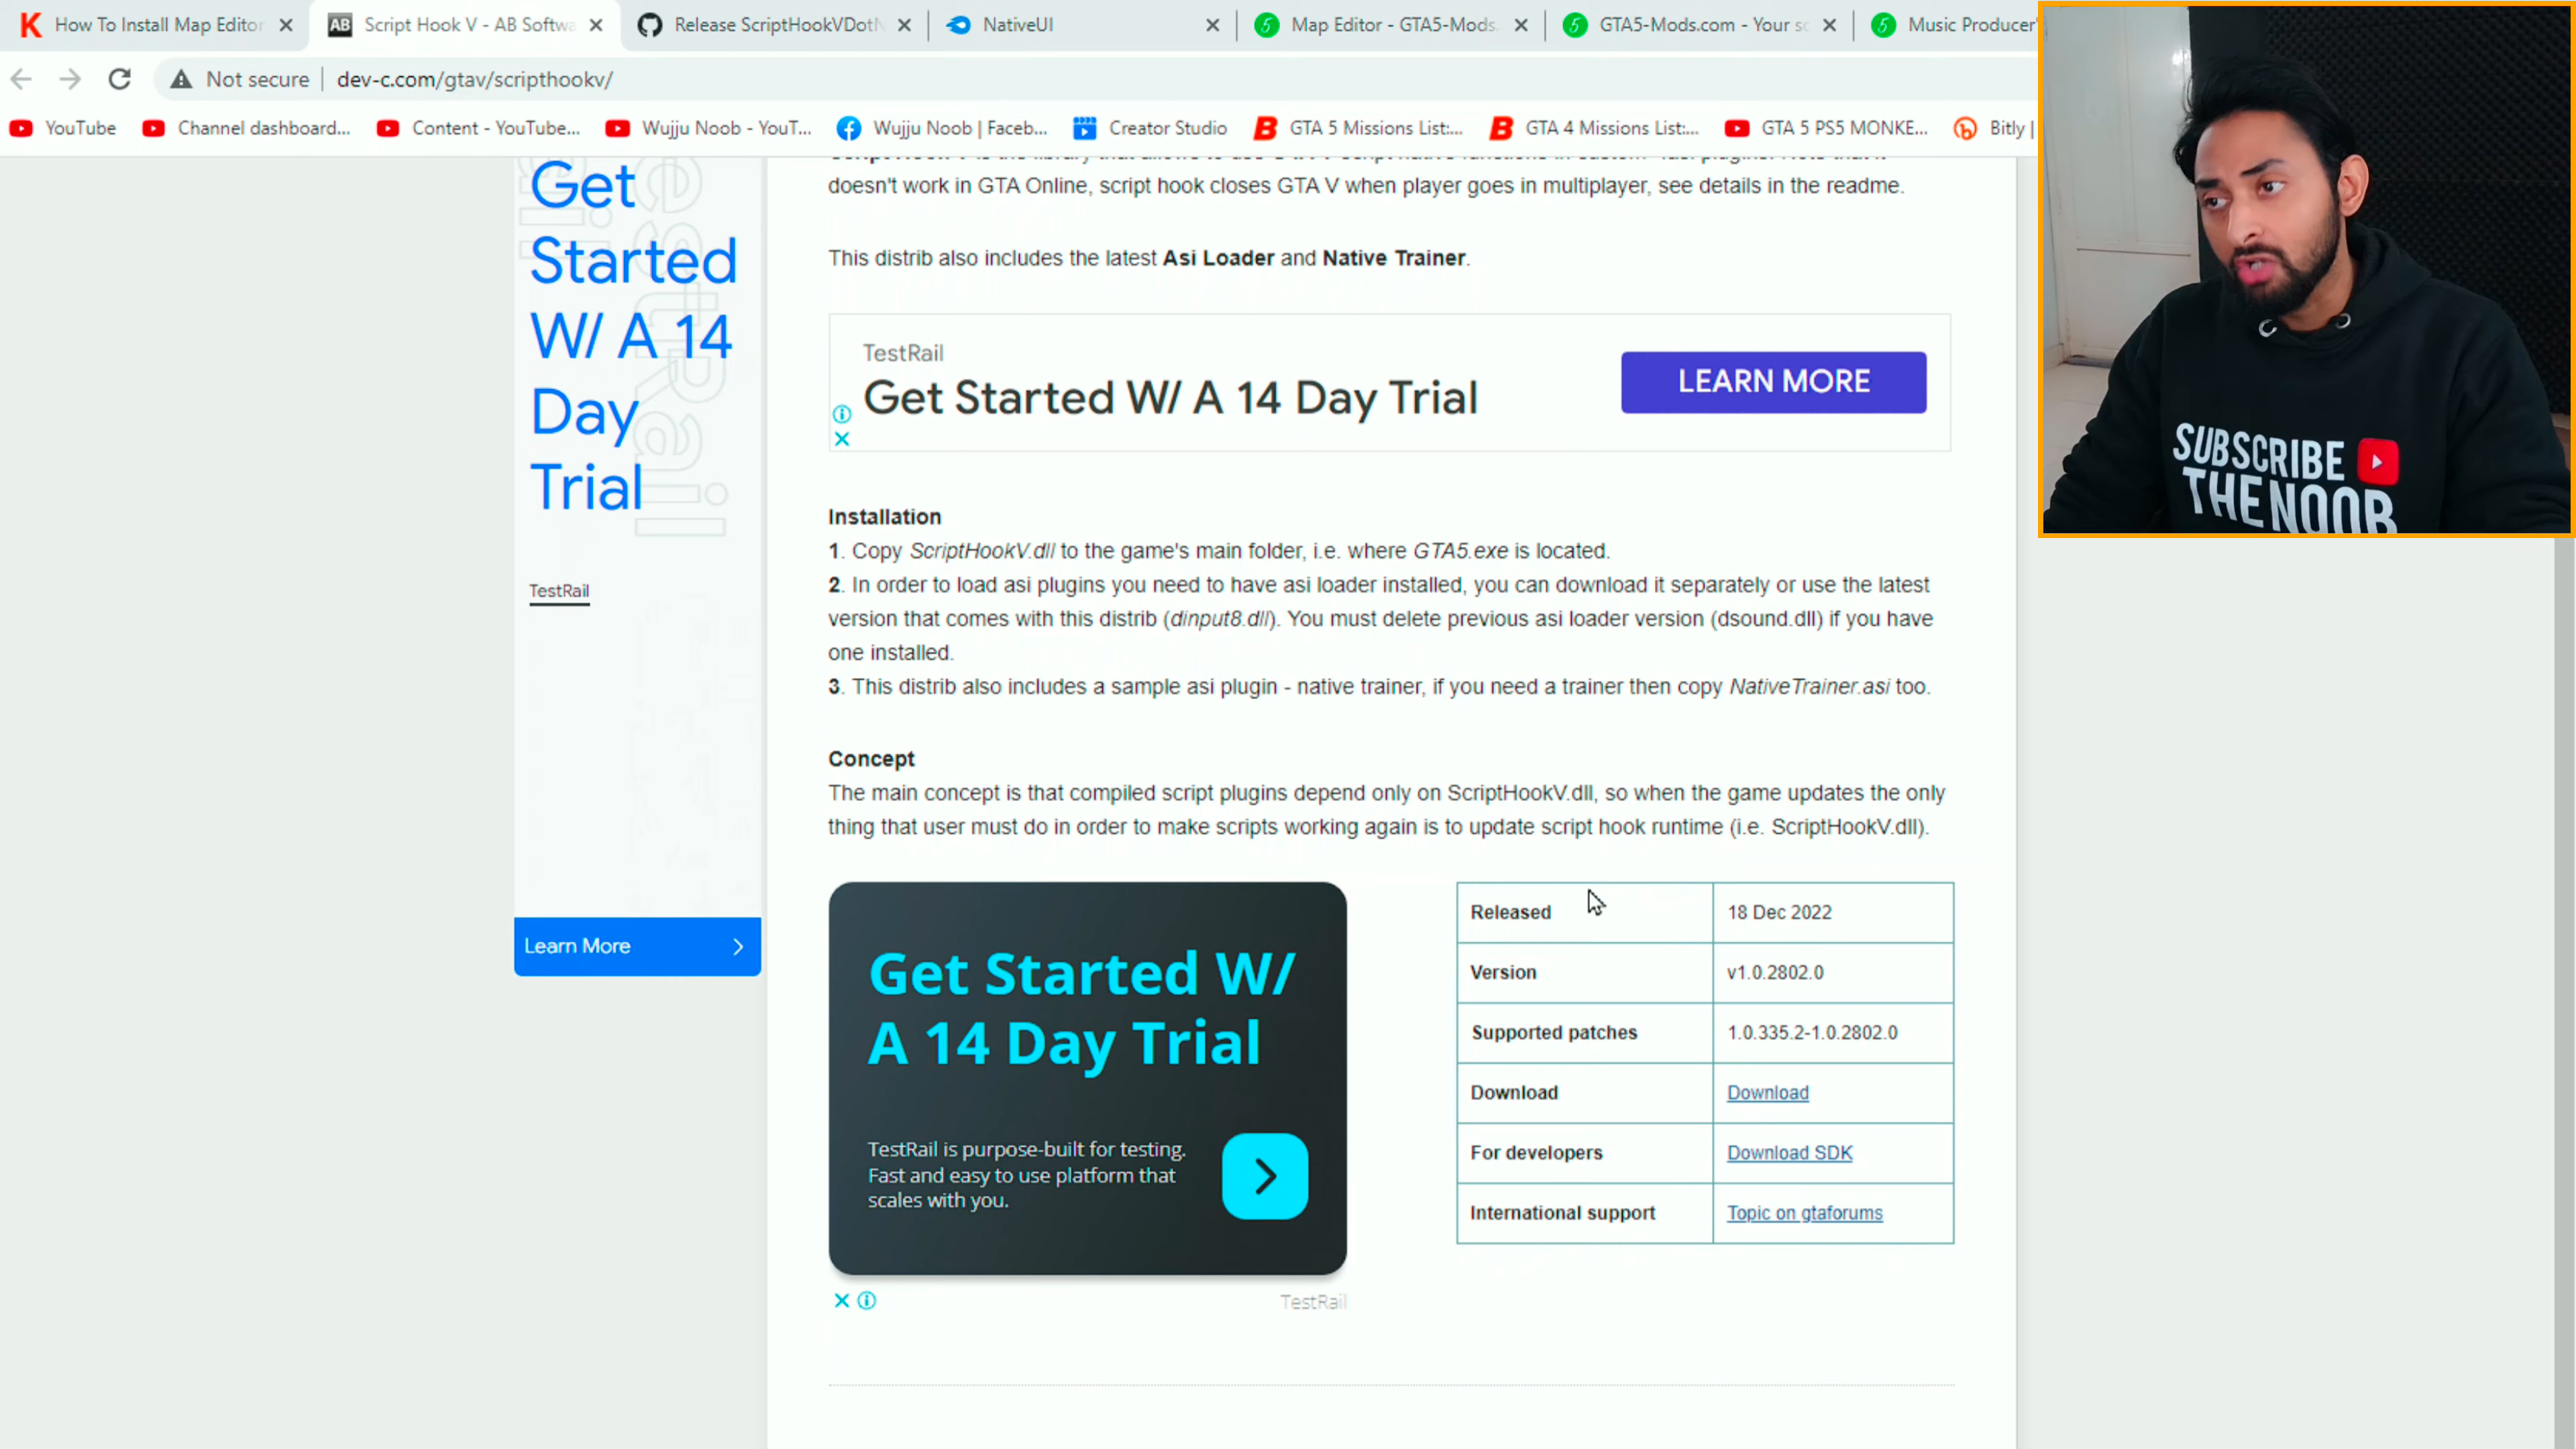 How To Install Map Editor
Script Hook V - AB Softwa
Release ScriptHookVDotN
NativeUI
Map Editor - GTA5-Mods.
GTA5-Mods.com - Your so
Music Producer'
Not secure
dev-c.com/gtav/scripthookv/
YouTube
Channel dashboard...
Content - YouTube...
Wujju Noob - YouT...
Wujju Noob | Faceb...
Creator Studio
GTA 5 Missions List:...
GTA 4 Missions List:...
GTA 5 PS5 MONKE...
Bitly |
Get
Started
W/ A 14
Day
Trial
TestRail
Learn More
doesn't work in GTA Online, script hook closes GTA V when player goes in multiplayer, see details in the readme.
This distrib also includes the latest Asi Loader and Native Trainer.
TestRail
Get Started W/ A 14 Day Trial
LEARN MORE
Installation
1. Copy ScriptHookV.dll to the game's main folder, i.e. where GTA5.exe is located.
2. In order to load asi plugins you need to have asi loader installed, you can download it separately or use the latest
version that comes with this distrib (dinput8.dll). You must delete previous asi loader version (dsound.dll) if you have
one installed.
3. This distrib also includes a sample asi plugin - native trainer, if you need a trainer then copy NativeTrainer.asi too.
Concept
The main concept is that compiled script plugins depend only on ScriptHookV.dll, so when the game updates the only
thing that user must do in order to make scripts working again is to update script hook runtime (i.e. ScriptHookV.dll).
Get Started W/
A 14 Day Trial
TestRail is purpose-built for testing.
Fast and easy to use platform that
scales with you.
TestRail
Released 18 Dec 2022
Version v1.0.2802.0
Supported patches 1.0.335.2-1.0.2802.0
Download Download
For developers Download SDK
International support Topic on gtaforums
SUBSCRIBE
THE NOOB